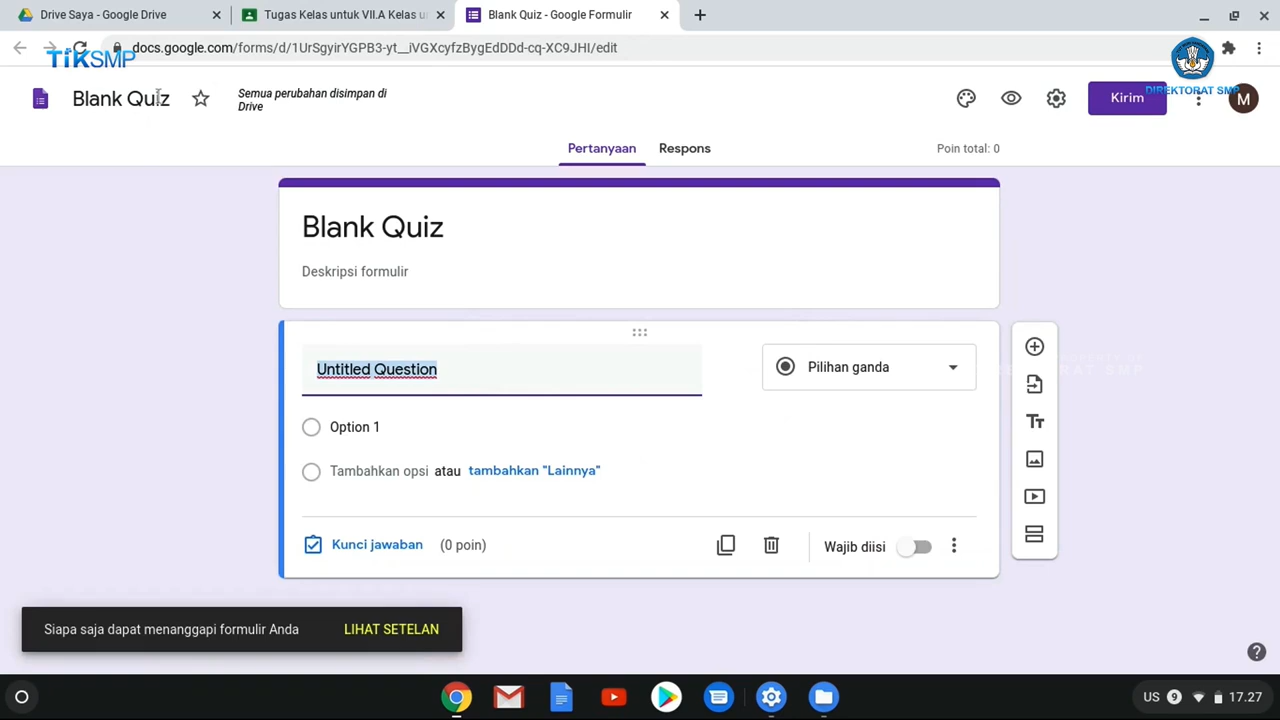 Drive Saya - Google Drive
Tugas Kelas untuk VII.A Kelas un
Blank Quiz - Google Formulir
docs.google.com/forms/d/1UrSgyirYGPB3-yt__iVGXcyfzBygEdDDd-cq-XC9JHI/edit
TIKSMP
DIREKTORAT SMP
Blank Quiz
Semua perubahan disimpan di
Drive
Kirim
M
Pertanyaan
Respons
Poin total: 0
Blank Quiz
Deskripsi formulir
Untitled Question
Pilihan ganda
Option 1
Tambahkan opsi atau tambahkan "Lainnya"
Kunci jawaban (0 poin)
Wajib diisi
Siapa saja dapat menanggapi formulir Anda
LIHAT SETELAN
US 9 17.27